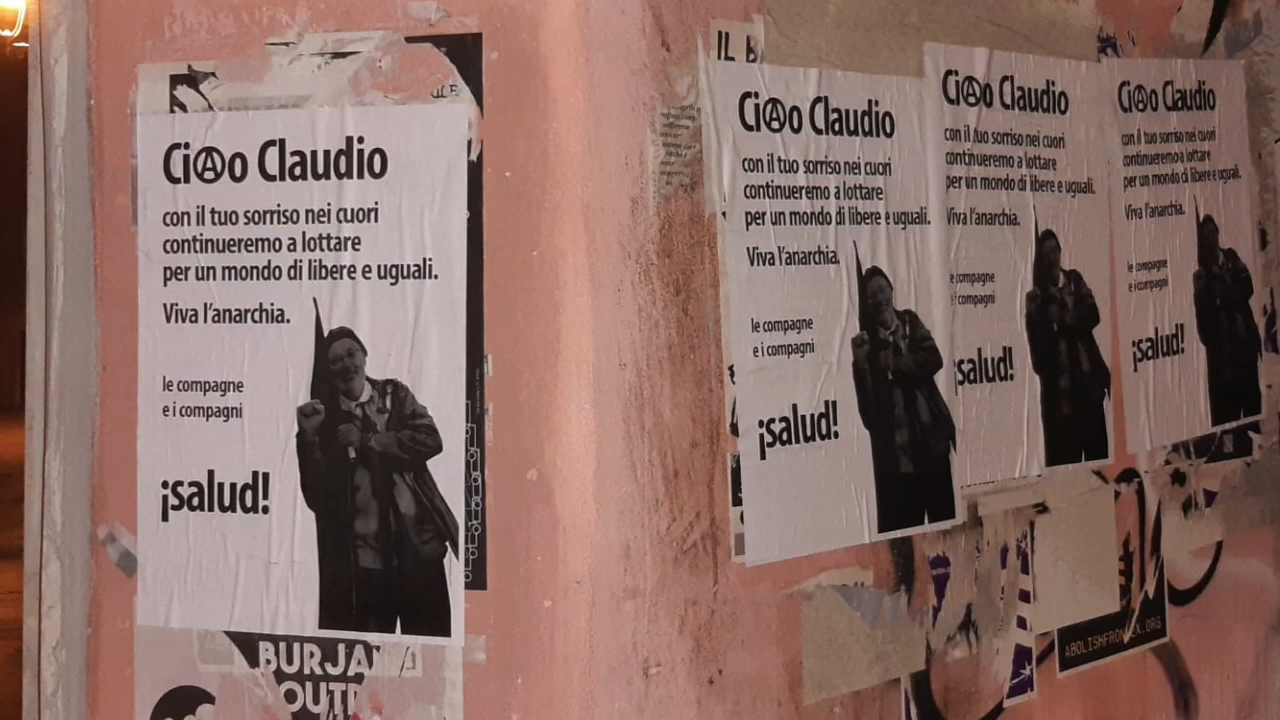 CiⒶo Claudio
con il tuo sorriso nei cuori
continueremo a lottare
per un mondo di libere e uguali.
Viva l'anarchia.
le compagne
e i compagni
¡salud!
BURJA
OUT
IL B
CiⒶo Claudio
con il tuo sorriso nei cuori
continueremo a lottare
per un mondo di libere e uguali.
Viva l'anarchia.
le compagne
e i compagni
¡salud!
CiⒶo Claudio
con il tuo sorriso nei cuori
continueremo a lottare
per un mondo di libere e uguali.
Viva l'anarchia.
e compagne
i compagni
¡salud!
CiⒶo Claudio
con il tuo sorriso nei cuori
continueremo a lottare
per un mondo di libere e uguali.
Viva l'anarchia.
le compagne
e i compagni
¡salud!
ABOLISHFRONTEX.ORG